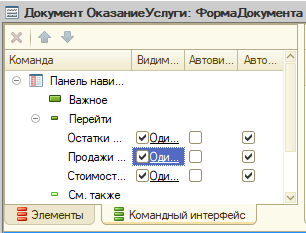 Документ ОказаниеУслуги: ФормаДокумента
Команда Видим... Автови... Авто...
Панель нави...
Важное
Перейти
Остатки ... Оди...
Продажи ... Оди...
Стоимост... Оди...
См. также
Элементы Командный интерфейс